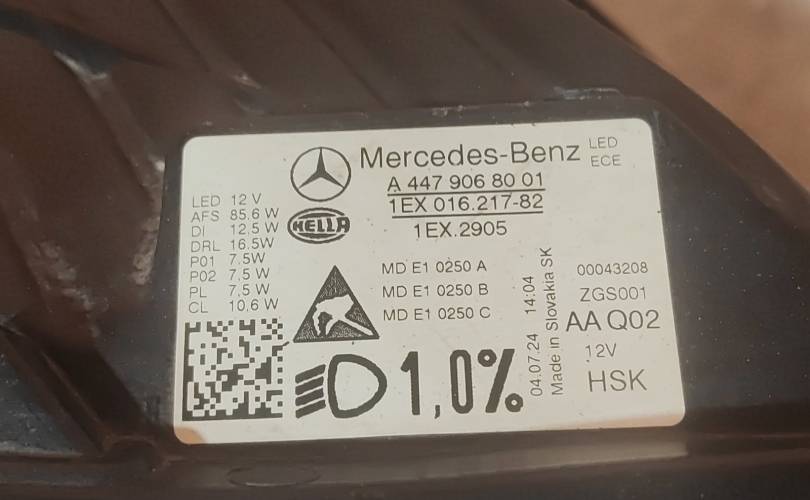 Mercedes-Benz
LED
ECE
A 447 906 80 01
1EX 016.217-82
1EX.2905
HELLA
LED 12 V
AFS 85,6 W
DI 12,5 W
DRL 16.5W
P01 7.5W
P02 7,5 W
PL 7,5 W
CL 10,6 W
MD E1 0250 A
MD E1 0250 B
MD E1 0250 C
1,0%
04.07.24 14:04
Made in Slovakia SK
00043208
ZGS001
AA Q02
12V
HSK